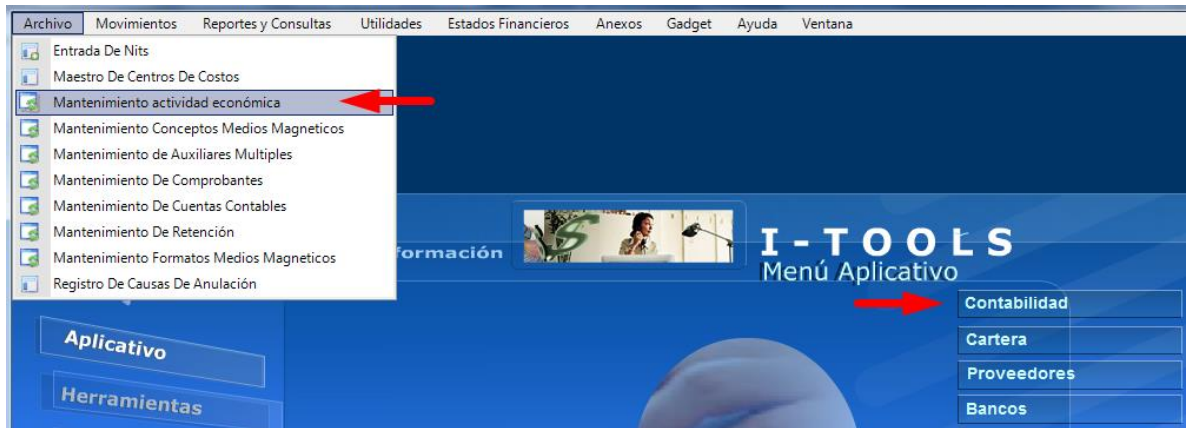 Archivo Movimientos Reportes y Consultas Utilidades Estados Financieros Anexos Gadget Ayuda Ventana
Entrada De Nits
Maestro De Centros De Costos
Mantenimiento actividad económica
Mantenimiento Conceptos Medios Magneticos
Mantenimiento de Auxiliares Multiples
Mantenimiento De Comprobantes
Mantenimiento De Cuentas Contables
Mantenimiento De Retención
Mantenimiento Formatos Medios Magneticos
Registro De Causas De Anulación
formación
I-TOOLS
Menú Aplicativo
Contabilidad
Cartera
Proveedores
Bancos
Aplicativo
Herramientas